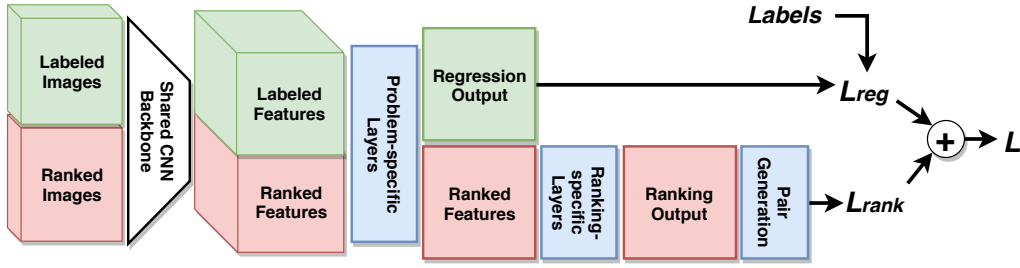 Labeled
Images
Ranked
Images
Shared CNN
Backbone
Labeled
Features
Ranked
Features
Problem-specific
Layers
Regression
Output
Ranked
Features
Ranking-
specific
Layers
Ranking
Output
Pair
Generation
Labels
Lreg
Lrank
+
L